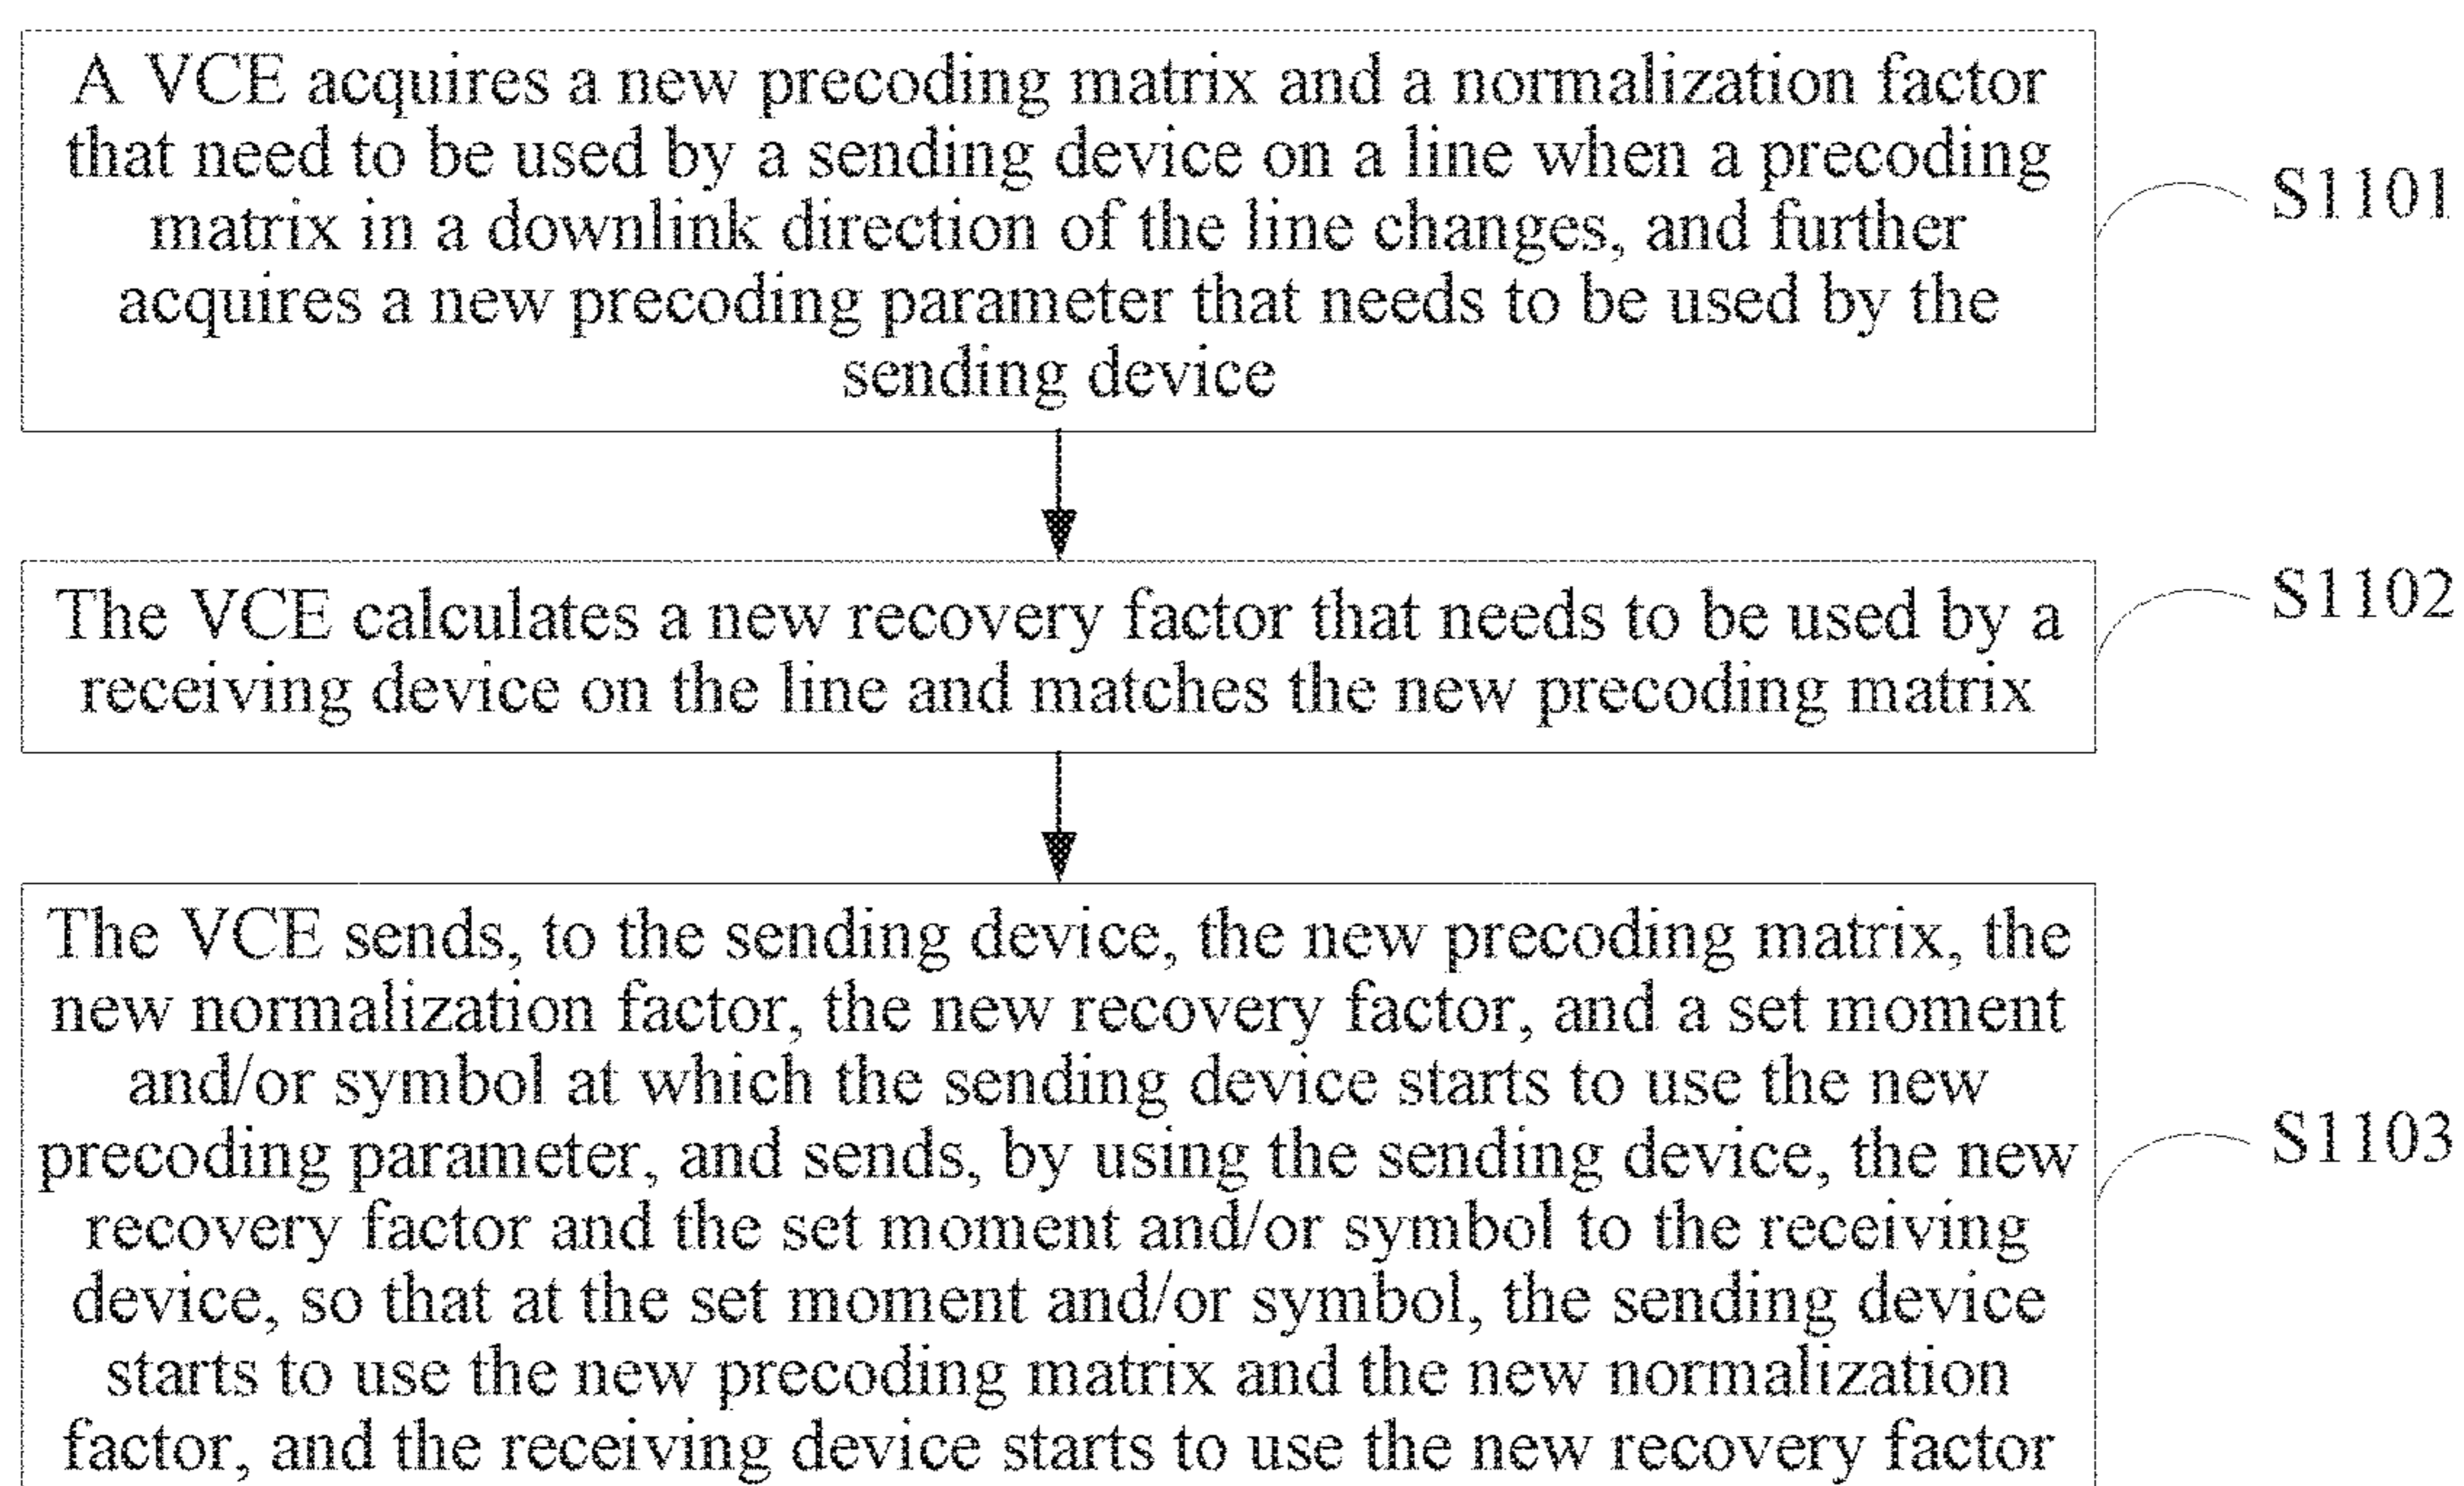 A VCE acquires a new precoding matrix and a normalization factor
that need to be used by a sending device on a line when a precoding
matrix in a downlink direction of the line changes, and further
acquires a new precoding parameter that needs to be used by the
sending device
S1101
The VCE calculates a new recovery factor that needs to be used by a
receiving device on the line and matches the new precoding matrix
S1102
The VCE sends, to the sending device, the new precoding matrix, the
new normalization factor, the new recovery factor, and a set moment
and/or symbol at which the sending device starts to use the new
precoding parameter, and sends, by using the sending device, the new
recovery factor and the set moment and/or symbol to the receiving
device, so that at the set moment and/or symbol, the sending device
starts to use the new precoding matrix and the new normalization
factor, and the receiving device starts to use the new recovery factor
S1103